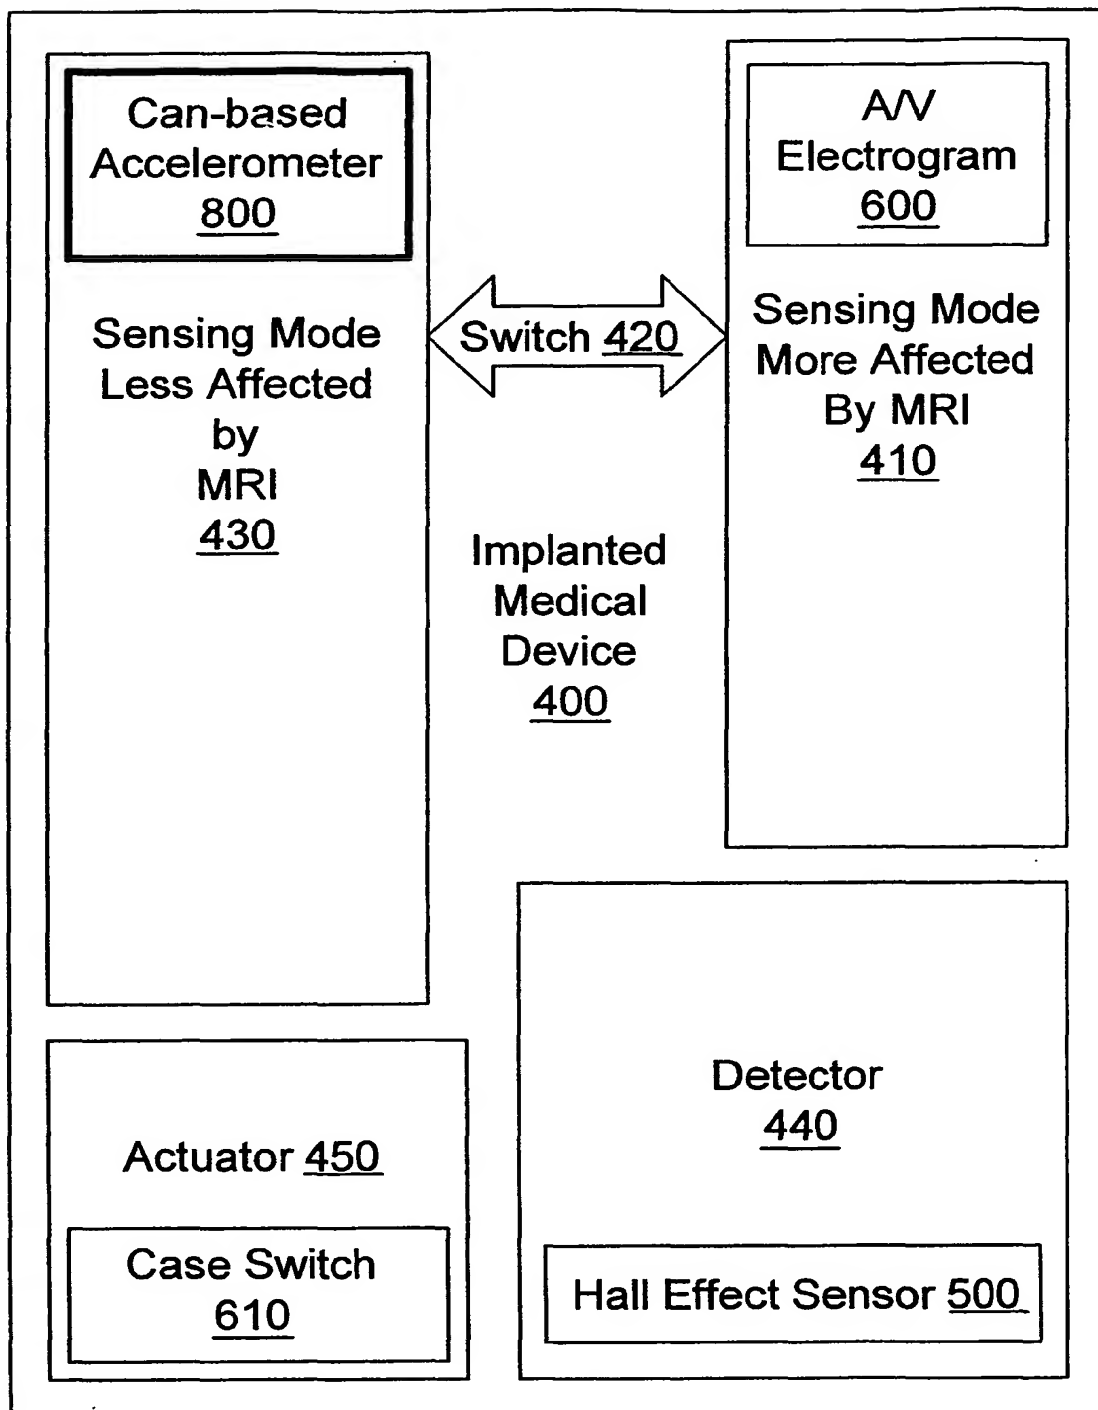 Can-based
Accelerometer
800
Sensing Mode
Less Affected
by
MRI
430
Switch 420
A/V
Electrogram
600
Sensing Mode
More Affected
By MRI
410
Implanted
Medical
Device
400
Actuator 450
Case Switch
610
Detector
440
Hall Effect Sensor 500